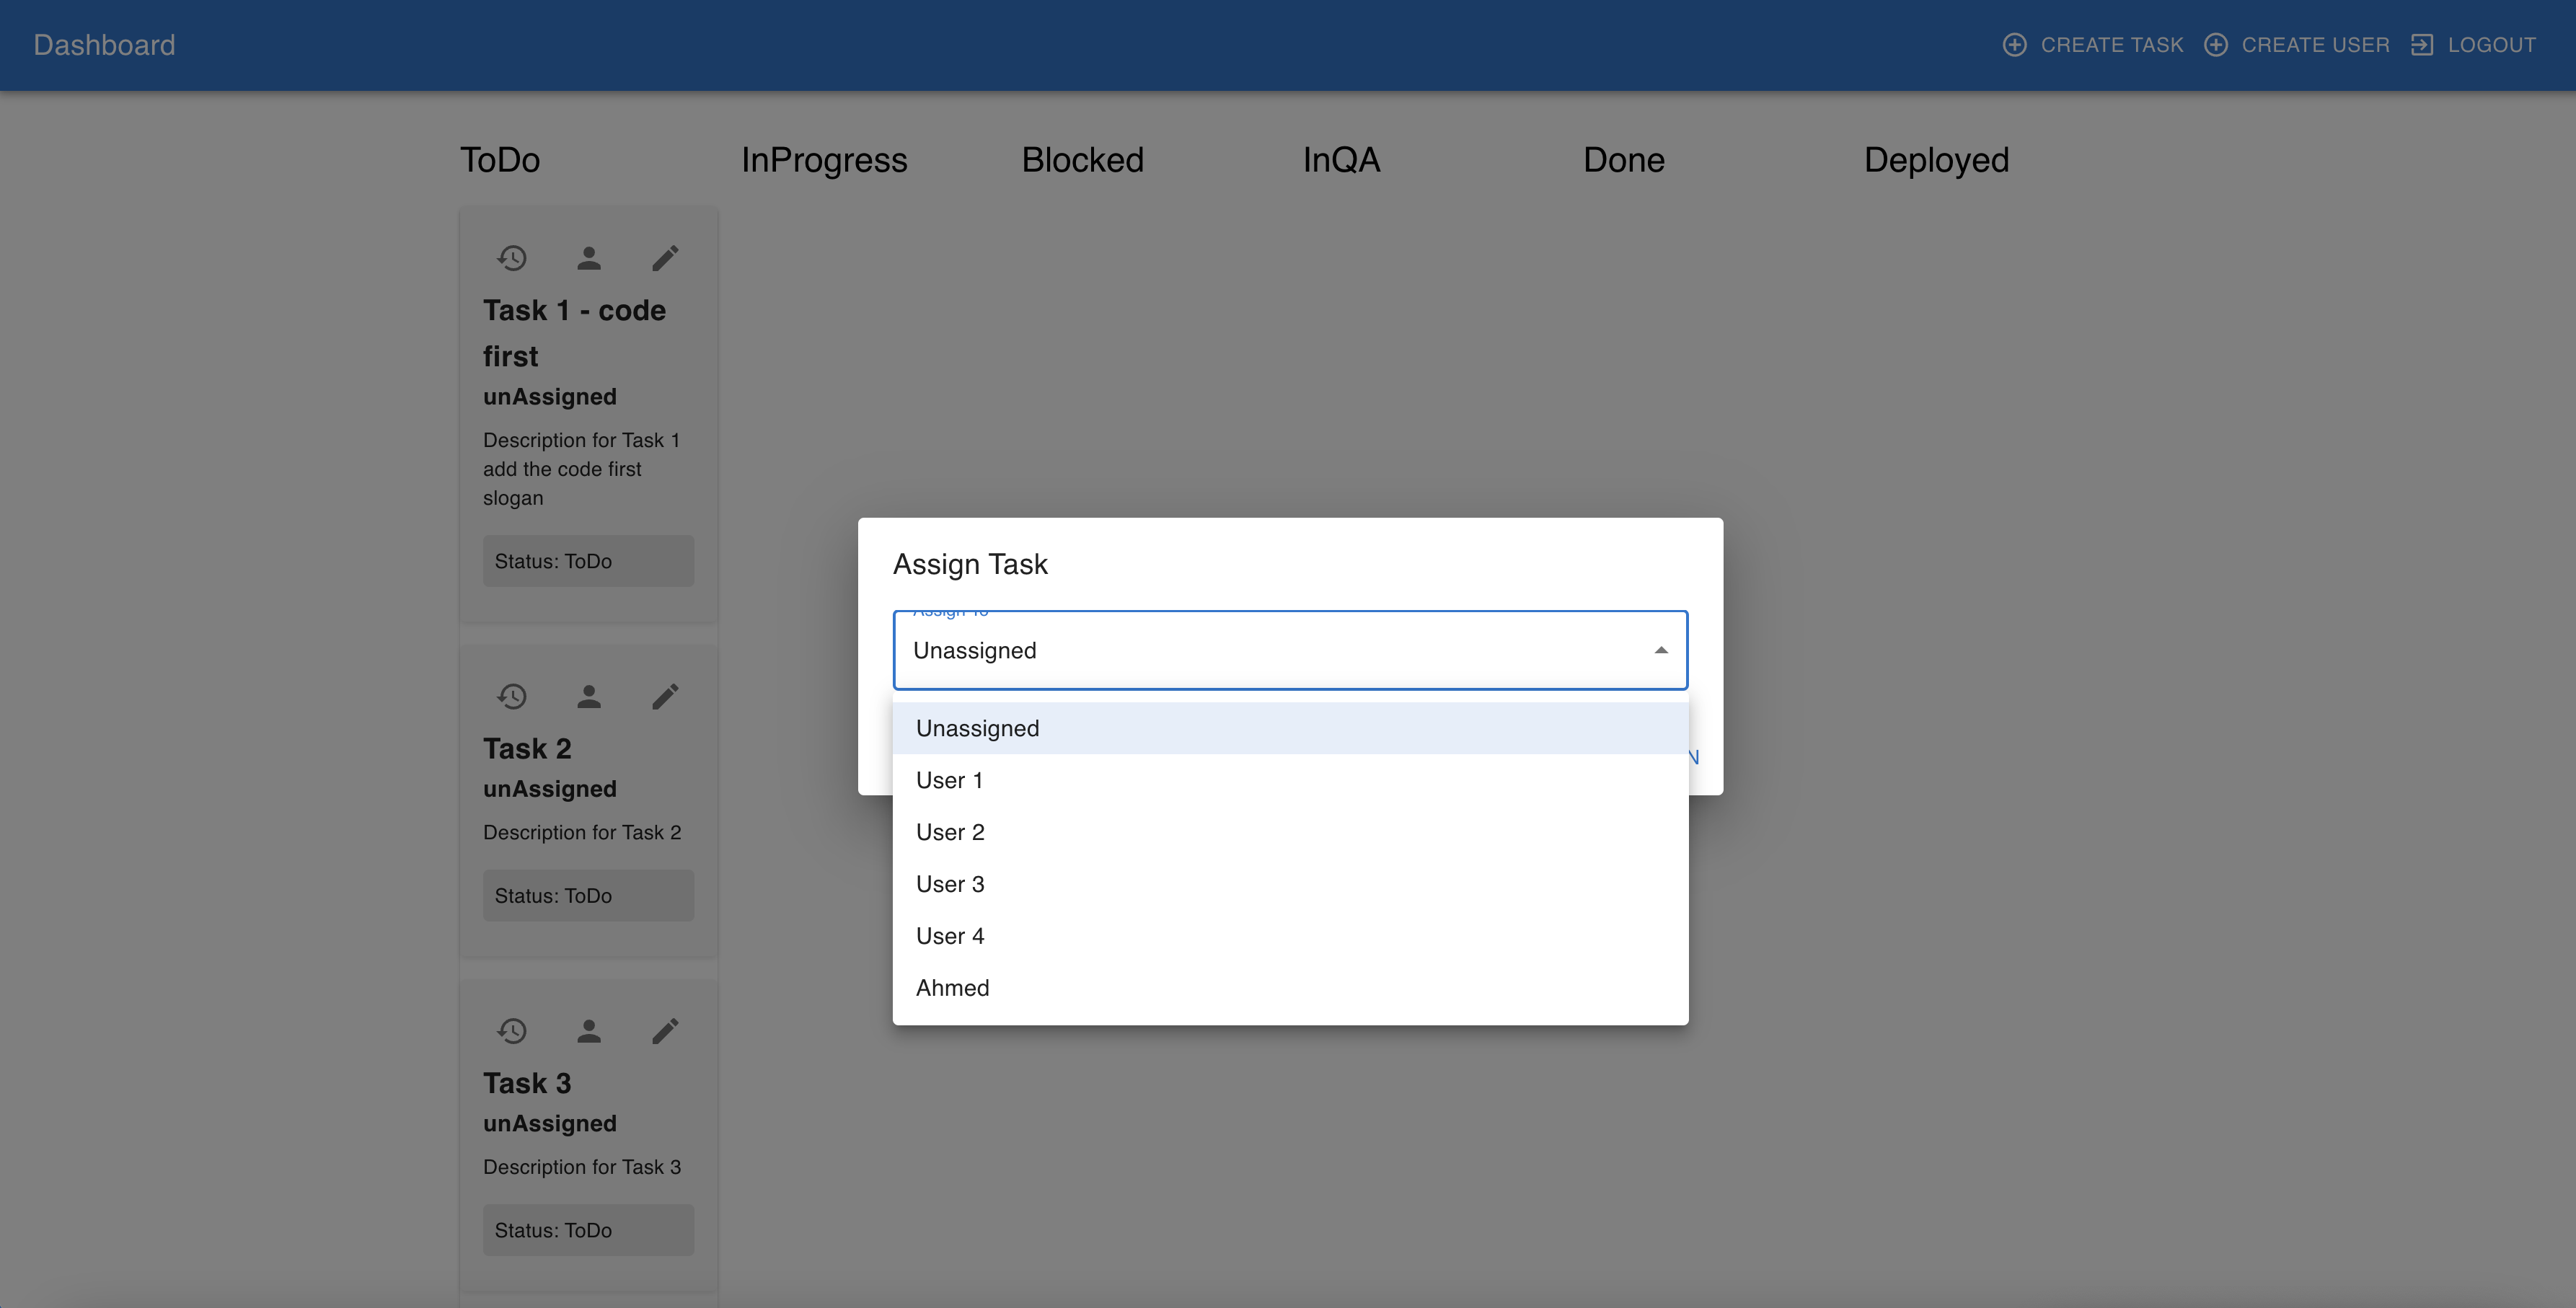 Dashboard
CREATE TASK
CREATE USER
LOGOUT
ToDo
InProgress
Blocked
InQA
Done
Deployed
Task 1 - code
first
unAssigned
Description for Task 1
add the code first
slogan
Status: ToDo
Task 2
unAssigned
Description for Task 2
Status: ToDo
Task 3
unAssigned
Description for Task 3
Status: ToDo
Assign Task
Assign To
Unassigned
Unassigned
User 1
User 2
User 3
User 4
Ahmed
N